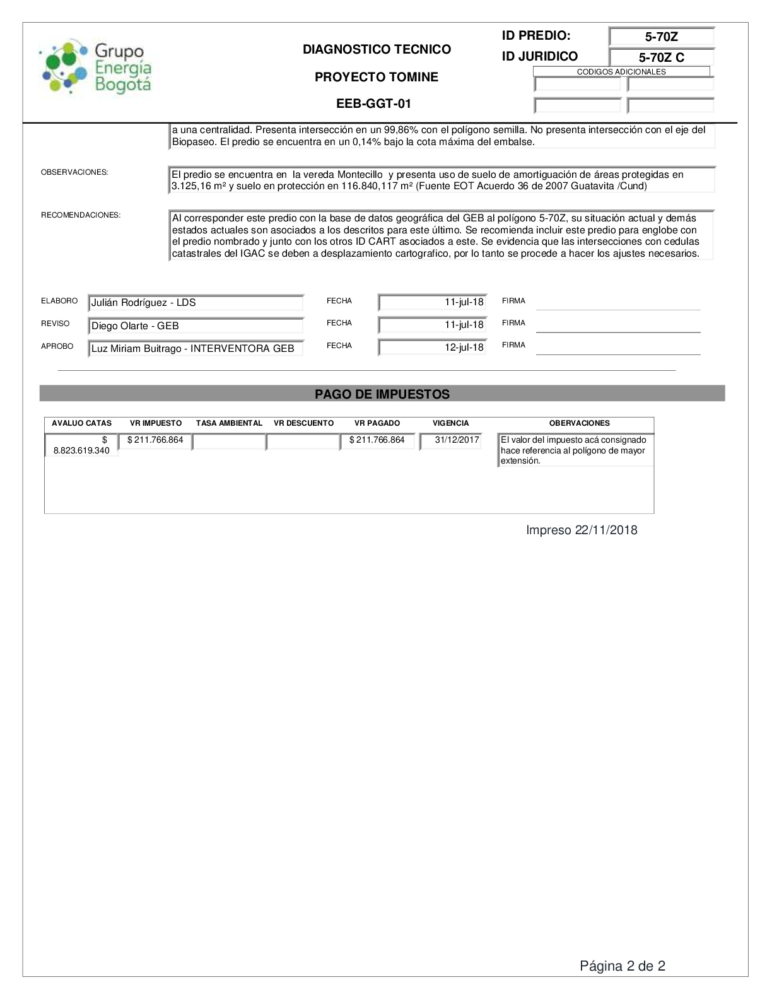 Grupo
Energía
Bogotá
DIAGNOSTICO TECNICO
PROYECTO TOMINE
EEB-GGT-01
ID PREDIO: 5-70Z
ID JURIDICO 5-70Z C
CODIGOS ADICIONALES
a una centralidad. Presenta intersección en un 99,86% con el polígono semilla. No presenta intersección con el eje del
Biopaseo. El predio se encuentra en un 0,14% bajo la cota máxima del embalse.
OBSERVACIONES: El predio se encuentra en la vereda Montecillo y presenta uso de suelo de amortiguación de áreas protegidas en
3.125,16 m² y suelo en protección en 116.840,117 m² (Fuente EOT Acuerdo 36 de 2007 Guatavita /Cund)
RECOMENDACIONES: Al corresponder este predio con la base de datos geográfica del GEB al polígono 5-70Z, su situación actual y demás
estados actuales son asociados a los descritos para este último. Se recomienda incluir este predio para englobe con
el predio nombrado y junto con los otros ID CART asociados a este. Se evidencia que las intersecciones con cedulas
catastrales del IGAC se deben a desplazamiento cartografico, por lo tanto se procede a hacer los ajustes necesarios.
ELABORO Julián Rodríguez - LDS FECHA 11-jul-18 FIRMA
REVISO Diego Olarte - GEB FECHA 11-jul-18 FIRMA
APROBO Luz Miriam Buitrago - INTERVENTORA GEB FECHA 12-jul-18 FIRMA
PAGO DE IMPUESTOS
AVALUO CATAS VR IMPUESTO TASA AMBIENTAL VR DESCUENTO VR PAGADO VIGENCIA OBERVACIONES
$ $ 211.766.864 $ 211.766.864 31/12/2017 El valor del impuesto acá consignado
8.823.619.340 hace referencia al polígono de mayor
extensión.
Impreso 22/11/2018
Página 2 de 2